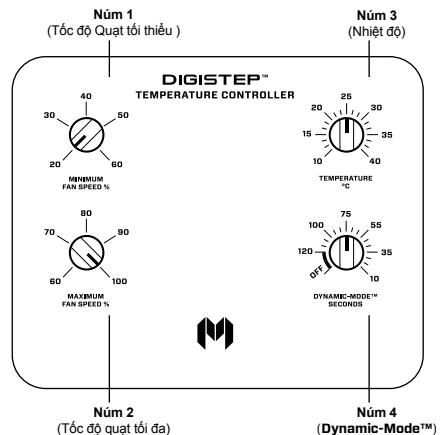 Núm 1
(Tốc độ Quạt tối thiểu )
Núm 3
(Nhiệt độ)
DIGISTEP™
TEMPERATURE CONTROLLER
20 30 40 50 60
MINIMUM
FAN SPEED %
10 15 20 25 30 35 40
TEMPERATURE
°C
60 70 80 90 100
MAXIMUM
FAN SPEED %
OFF 120 100 75 55 35 10
DYNAMIC-MODE™
SECONDS
Núm 2
(Tốc độ quạt tối đa)
Núm 4
(Dynamic-Mode™)